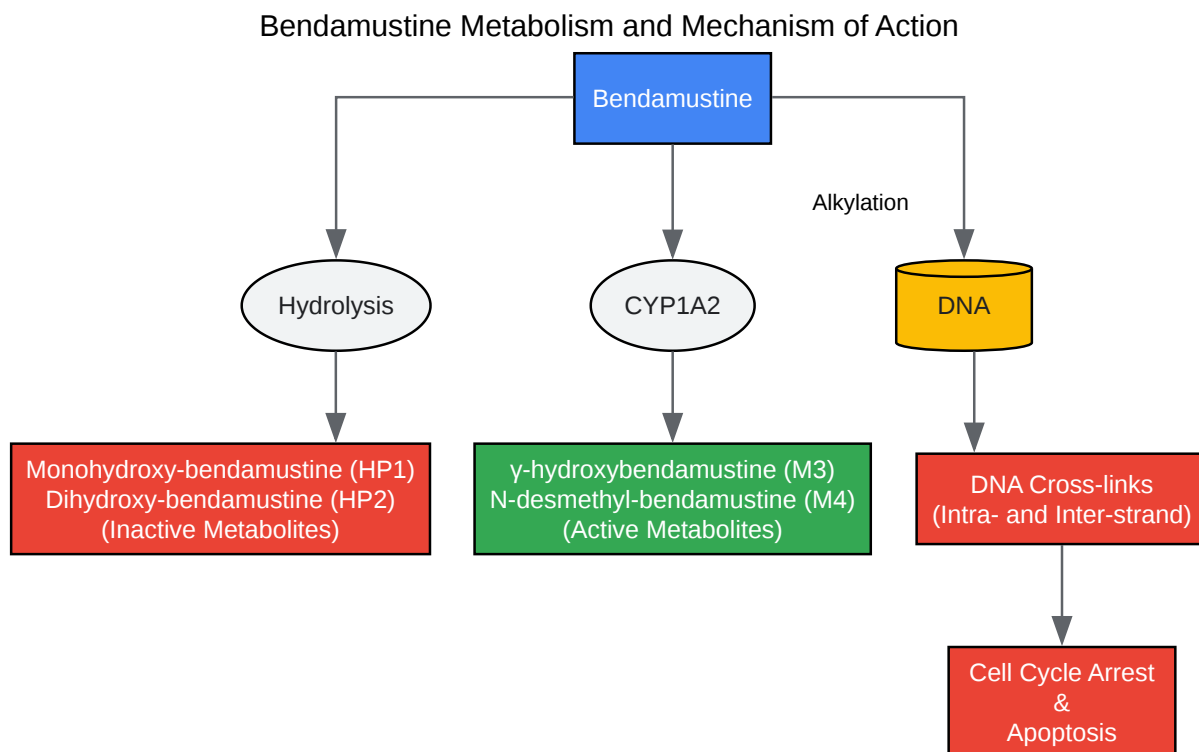 Bendamustine Metabolism and Mechanism of Action
Bendamustine
Alkylation
Hydrolysis
CYP1A2
DNA
Monohydroxy-bendamustine (HP1)
Dihydroxy-bendamustine (HP2)
(Inactive Metabolites)
γ-hydroxybendamustine (M3)
N-desmethyl-bendamustine (M4)
(Active Metabolites)
DNA Cross-links
(Intra- and Inter-strand)
Cell Cycle Arrest
&
Apoptosis